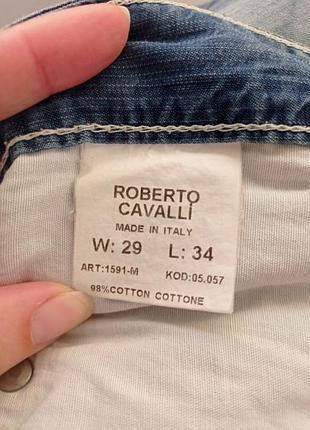 ROBERTO
CAVALLİ
MADE IN ITALY
W: 29 L: 34
ART:1591-M KOD:05.057
98%COTTON COTTONE